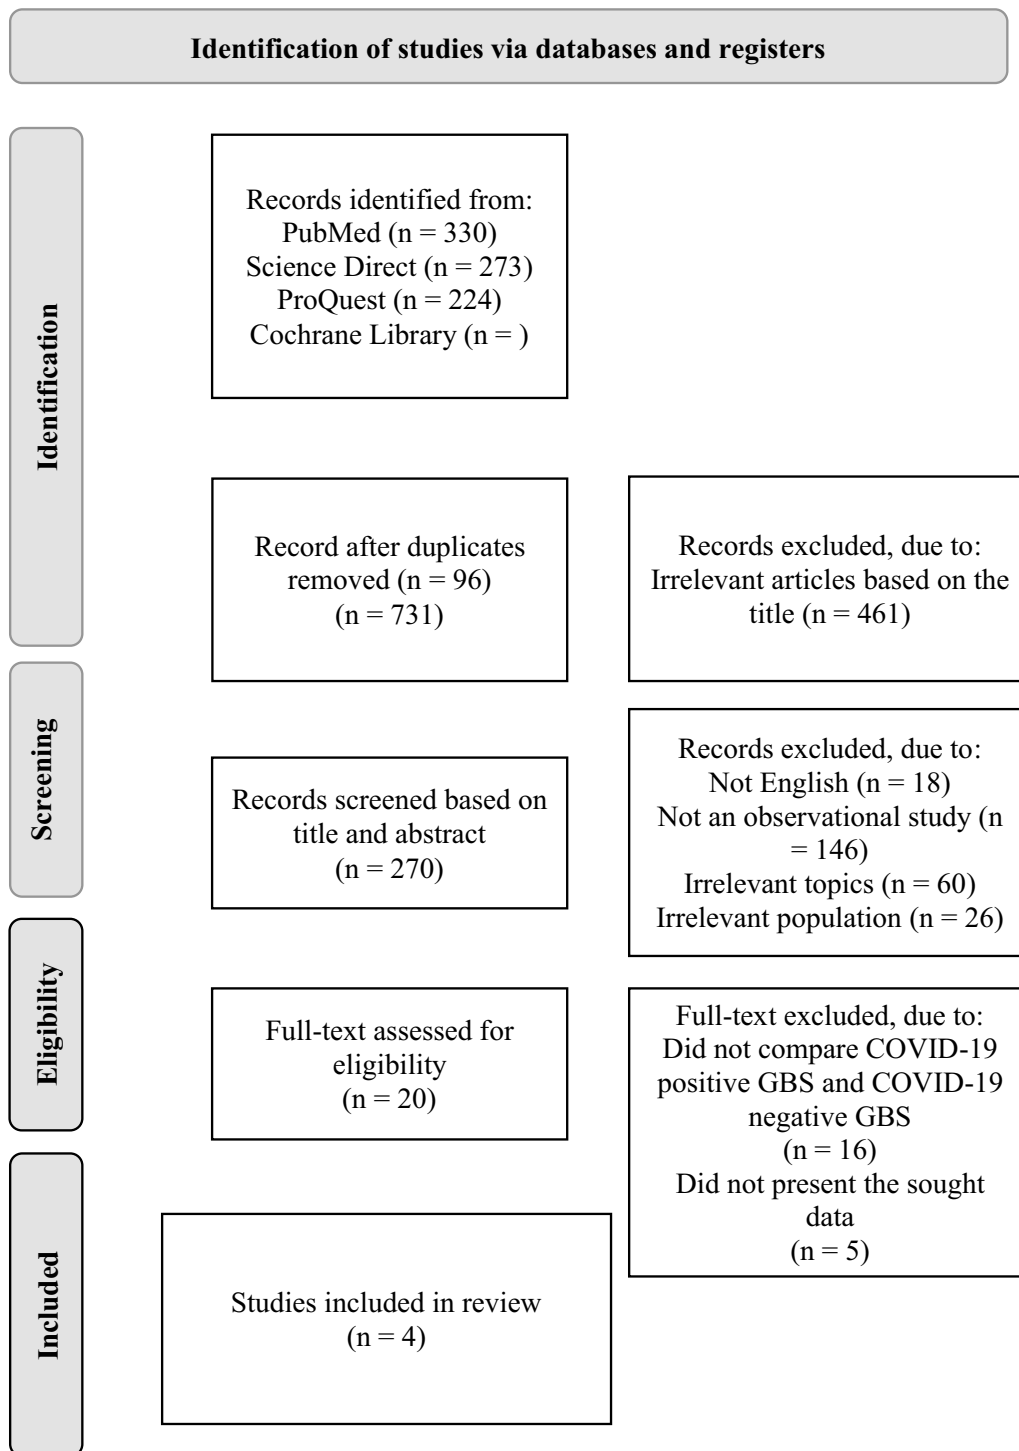 Identification of studies via databases and registers
Identification
Records identified from:
PubMed (n = 330)
Science Direct (n = 273)
ProQuest (n = 224)
Cochrane Library (n = )
Record after duplicates
removed (n = 96)
(n = 731)
Records excluded, due to:
Irrelevant articles based on the
title (n = 461)
Screening
Records screened based on
title and abstract
(n = 270)
Records excluded, due to:
Not English (n = 18)
Not an observational study (n
= 146)
Irrelevant topics (n = 60)
Irrelevant population (n = 26)
Eligibility
Full-text assessed for
eligibility
(n = 20)
Full-text excluded, due to:
Did not compare COVID-19
positive GBS and COVID-19
negative GBS
(n = 16)
Did not present the sought
data
(n = 5)
Included
Studies included in review
(n = 4)